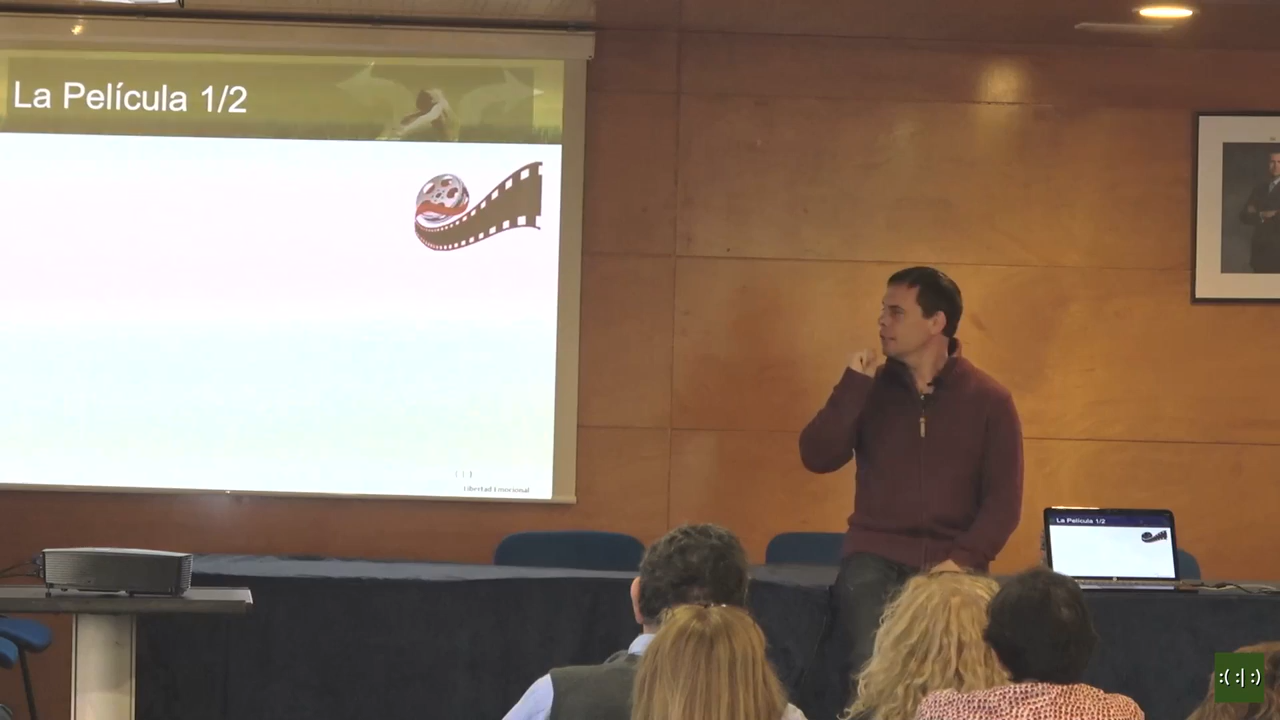 La Película 1/2
Libertad Emocional
La Película 1/2
:( :| :)